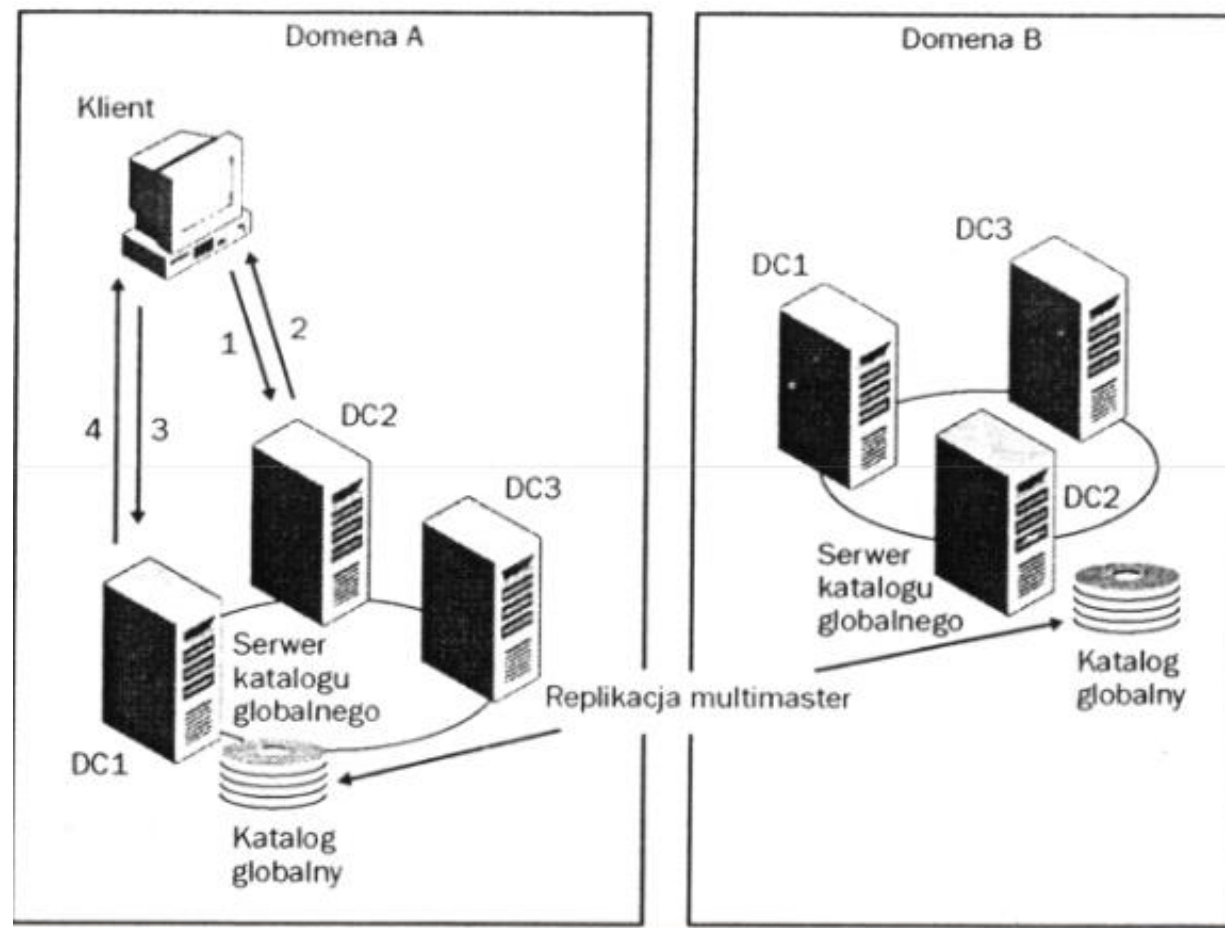 Domena A
Klient
1
2
4
3
DC2
DC3
Serwer
katalogu
globalnego
DC1
Katalog
globalny
Replikacja multimaster
Domena B
DC3
DC1
DC2
Serwer
katalogu
globalnego
Katalog
globalny